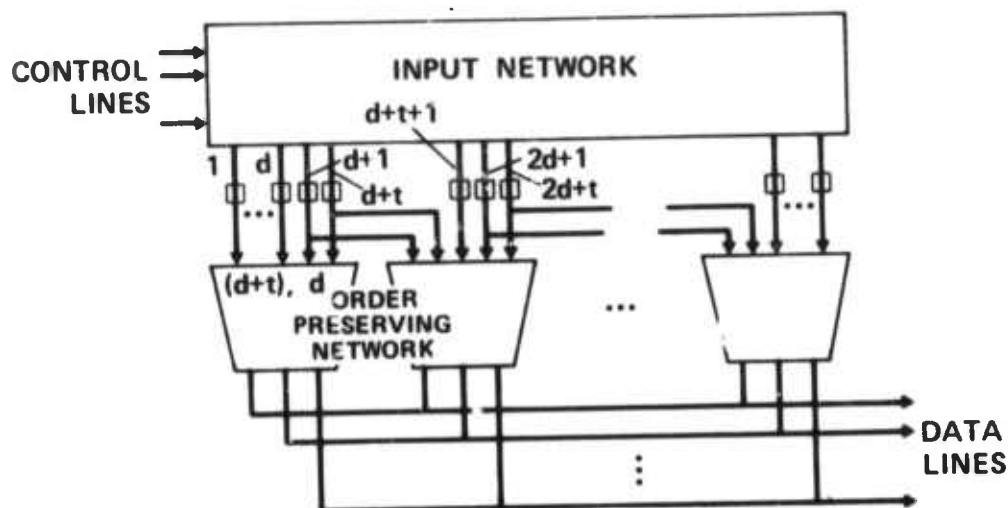 INPUT NETWORK
CONTROL
LINES
d+t+1
1 d d+1 2d+1
d+t 2d+t
... ...
(d+t), d
ORDER
PRESERVING
NETWORK
...
DATA
LINES